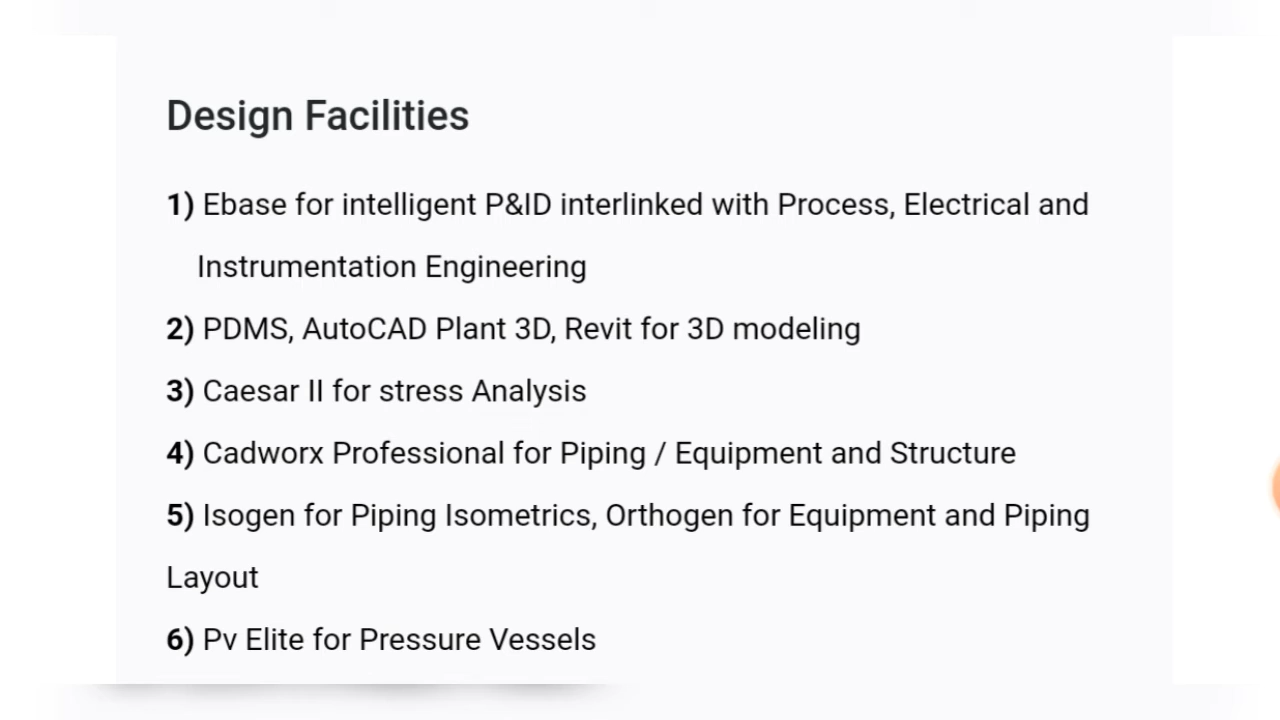 Design Facilities
1) Ebase for intelligent P&ID interlinked with Process, Electrical and
Instrumentation Engineering
2) PDMS, AutoCAD Plant 3D, Revit for 3D modeling
3) Caesar II for stress Analysis
4) Cadworx Professional for Piping / Equipment and Structure
5) Isogen for Piping Isometrics, Orthogen for Equipment and Piping
Layout
6) Pv Elite for Pressure Vessels